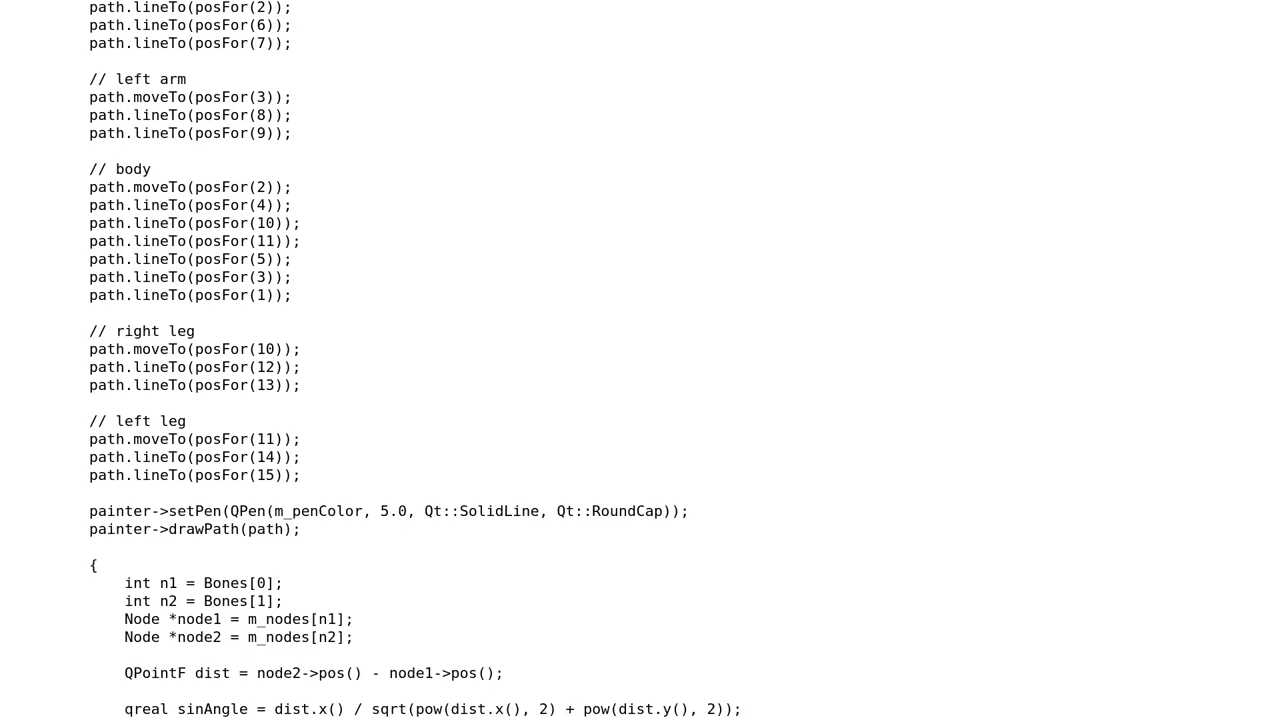 path.lineTo(posFor(2));
path.lineTo(posFor(6));
path.lineTo(posFor(7));

// left arm
path.moveTo(posFor(3));
path.lineTo(posFor(8));
path.lineTo(posFor(9));

// body
path.moveTo(posFor(2));
path.lineTo(posFor(4));
path.lineTo(posFor(10));
path.lineTo(posFor(11));
path.lineTo(posFor(5));
path.lineTo(posFor(3));
path.lineTo(posFor(1));

// right leg
path.moveTo(posFor(10));
path.lineTo(posFor(12));
path.lineTo(posFor(13));

// left leg
path.moveTo(posFor(11));
path.lineTo(posFor(14));
path.lineTo(posFor(15));

painter->setPen(QPen(m_penColor, 5.0, Qt::SolidLine, Qt::RoundCap));
painter->drawPath(path);

{
    int n1 = Bones[0];
    int n2 = Bones[1];
    Node *node1 = m_nodes[n1];
    Node *node2 = m_nodes[n2];

    QPointF dist = node2->pos() - node1->pos();

    qreal sinAngle = dist.x() / sqrt(pow(dist.x(), 2) + pow(dist.y(), 2));